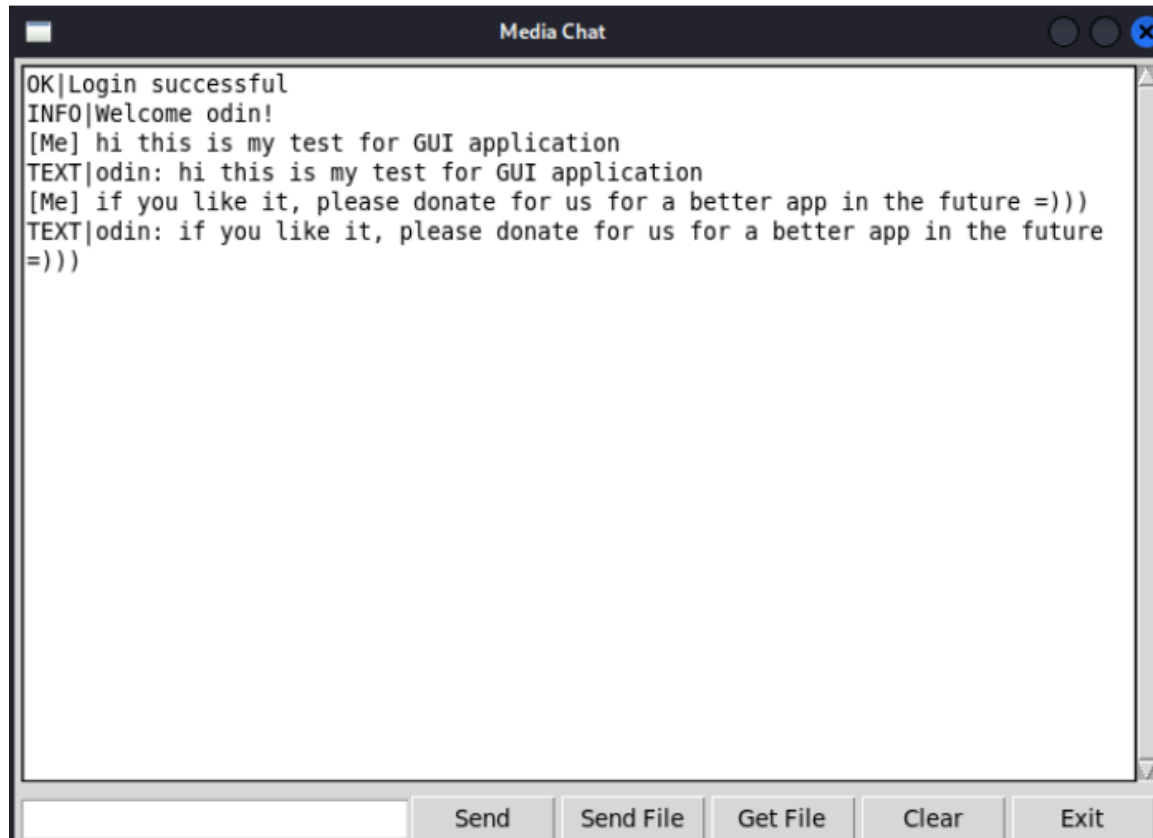 Media Chat
OK|Login successful
INFO|Welcome odin!
[Me] hi this is my test for GUI application
TEXT|odin: hi this is my test for GUI application
[Me] if you like it, please donate for us for a better app in the future =)))
TEXT|odin: if you like it, please donate for us for a better app in the future
=)))
Send Send File Get File Clear Exit